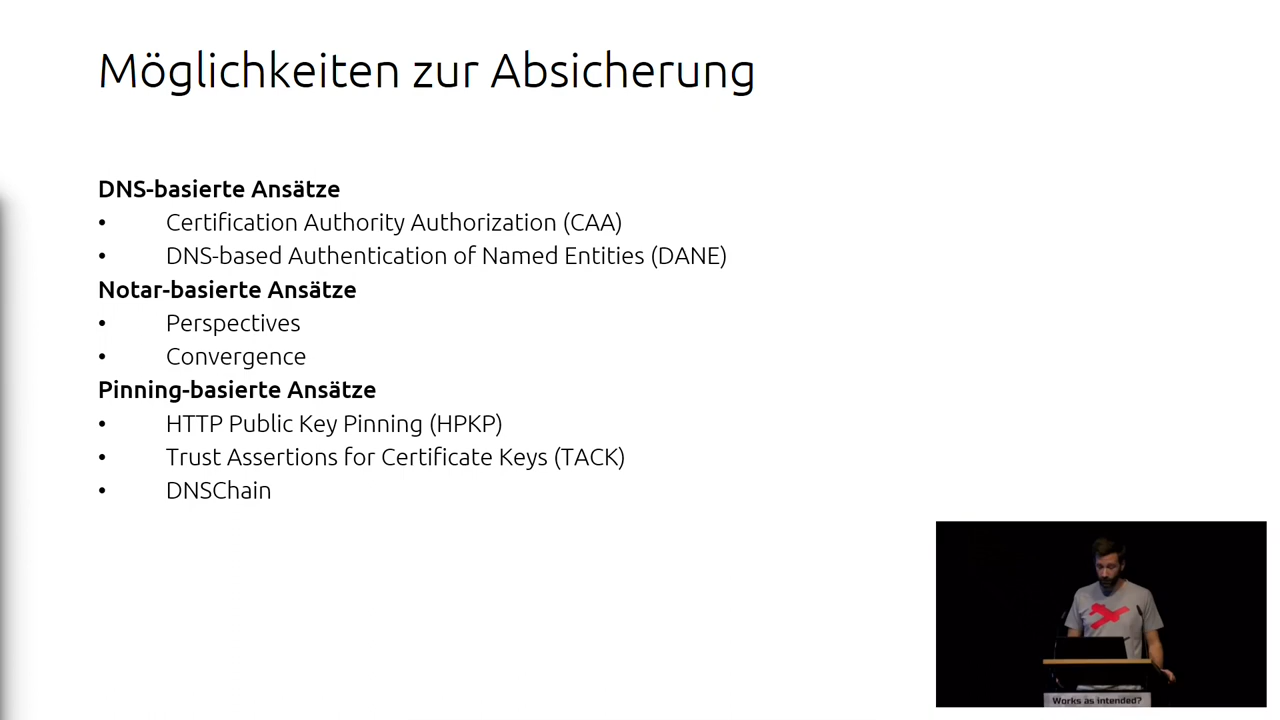 Möglichkeiten zur Absicherung
DNS-basierte Ansätze
• Certification Authority Authorization (CAA)
• DNS-based Authentication of Named Entities (DANE)
Notar-basierte Ansätze
• Perspectives
• Convergence
Pinning-basierte Ansätze
• HTTP Public Key Pinning (HPKP)
• Trust Assertions for Certificate Keys (TACK)
• DNSChain
Works as intended?